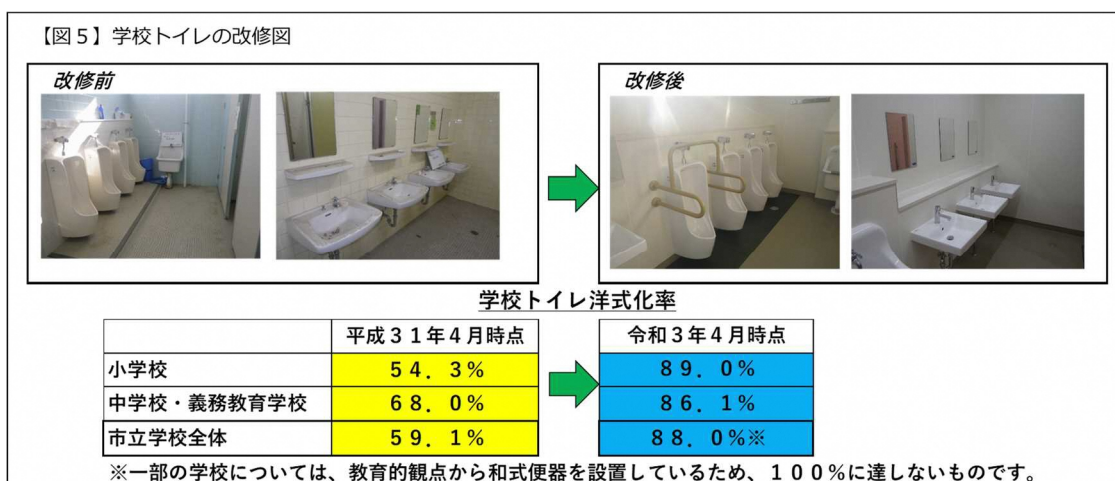 【図５】学校トイレの改修図
改修前
改修後
学校トイレ洋式化率
平成３１年４月時点 令和３年４月時点
小学校 ５４．３% ８９．０%
中学校・義務教育学校 ６８．０% ８６．１%
市立学校全体 ５９．１% ８８．０%※
※一部の学校については、教育的観点から和式便器を設置しているため、１００%に達しないものです。